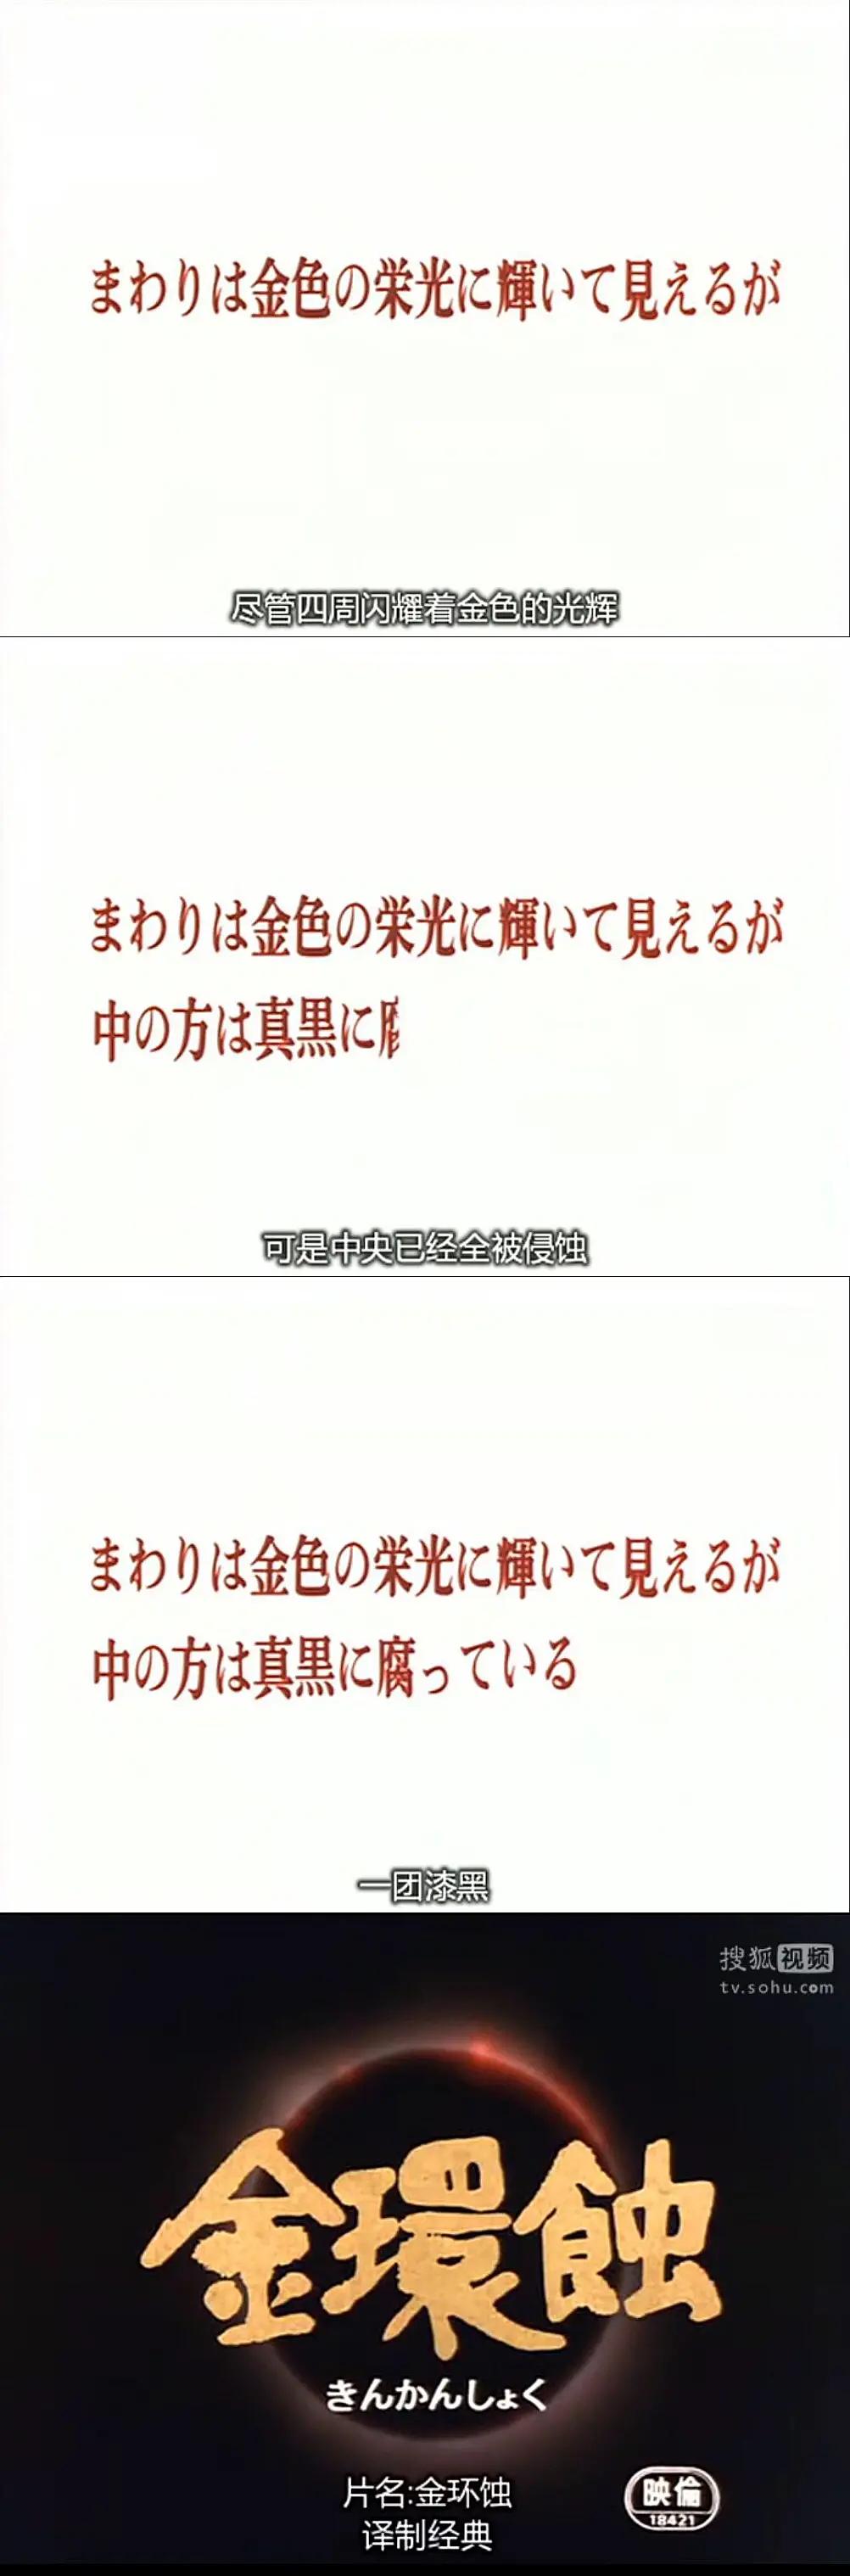 まわりは金色の栄光に輝いて見えるが
尽管四周闪耀着金色的光辉
まわりは金色の栄光に輝いて見えるが
中の方は真黒に
可是中央已经全被侵蚀
まわりは金色の栄光に輝いて見えるが
中の方は真黒に腐っている
一团漆黑
搜狐视频
tv.sohu.com
金環蝕
きんかんしょく
片名:金环蚀
译制经典
映倫
18421